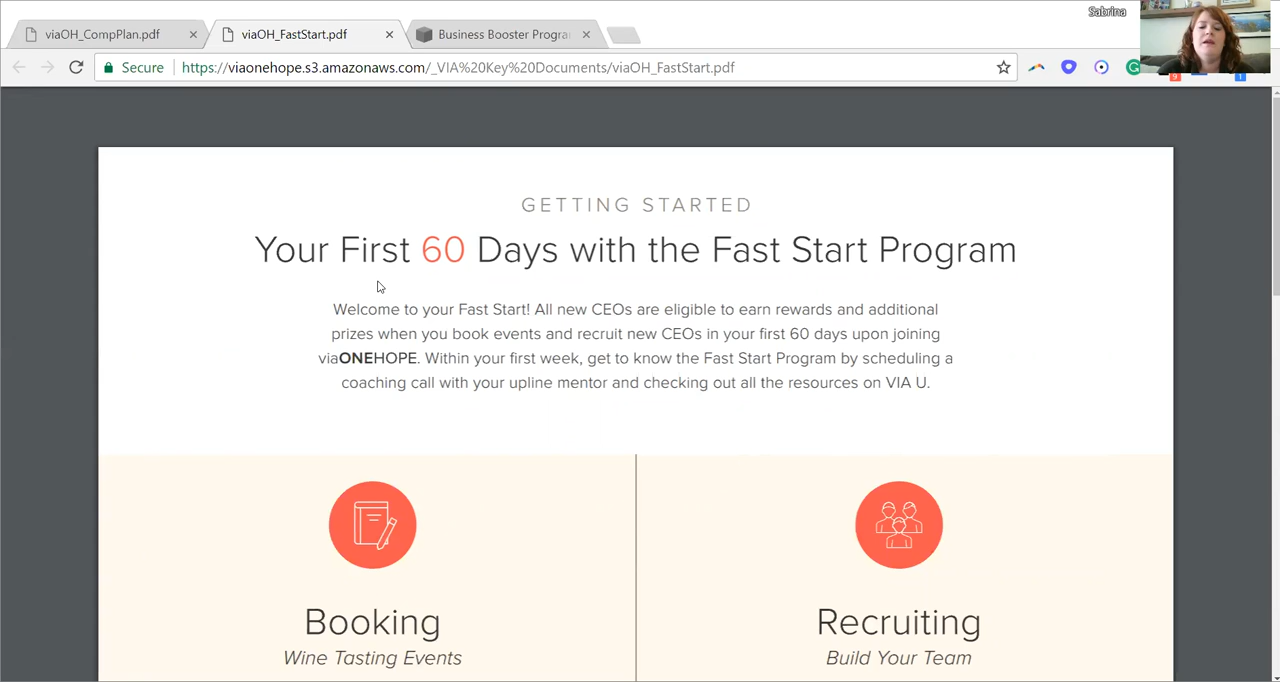 Sabrina
viaOH_CompPlan.pdf
viaOH_FastStart.pdf
Business Booster Progra
Secure
https://viaonehope.s3.amazonaws.com/_VIA%20Key%20Documents/viaOH_FastStart.pdf
9
1
GETTING STARTED
Your First 60 Days with the Fast Start Program
Welcome to your Fast Start! All new CEOs are eligible to earn rewards and additional
prizes when you book events and recruit new CEOs in your first 60 days upon joining
viaONEHOPE. Within your first week, get to know the Fast Start Program by scheduling a
coaching call with your upline mentor and checking out all the resources on VIA U.
Booking
Wine Tasting Events
Recruiting
Build Your Team